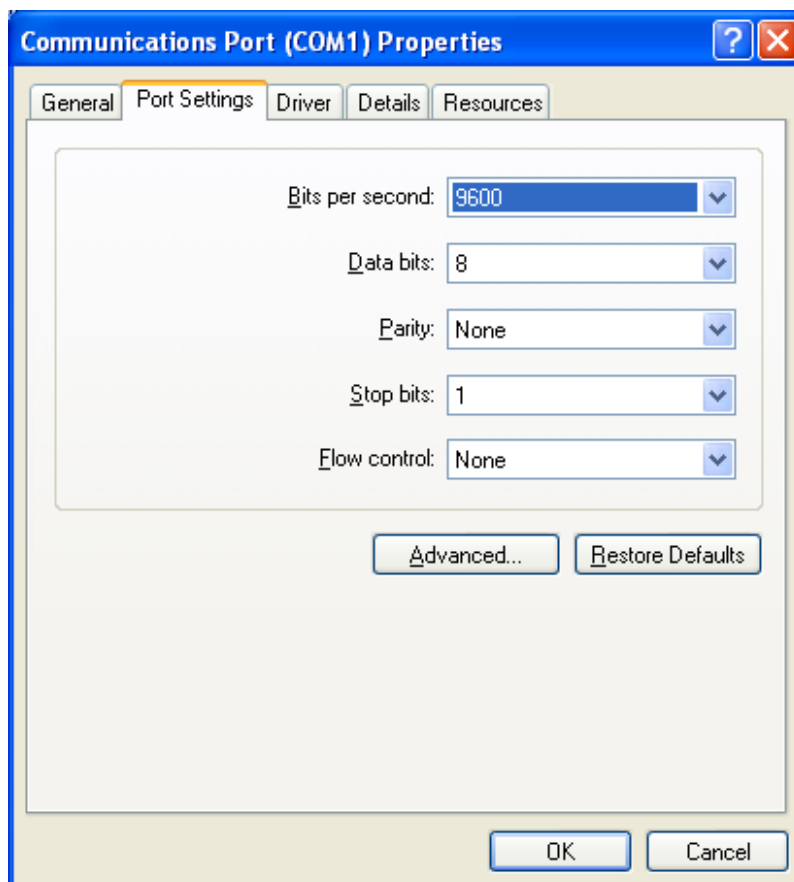 Communications Port (COM1) Properties
General Port Settings Driver Details Resources
Bits per second: 9600
Data bits: 8
Parity: None
Stop bits: 1
Flow control: None
Advanced... Restore Defaults
OK Cancel